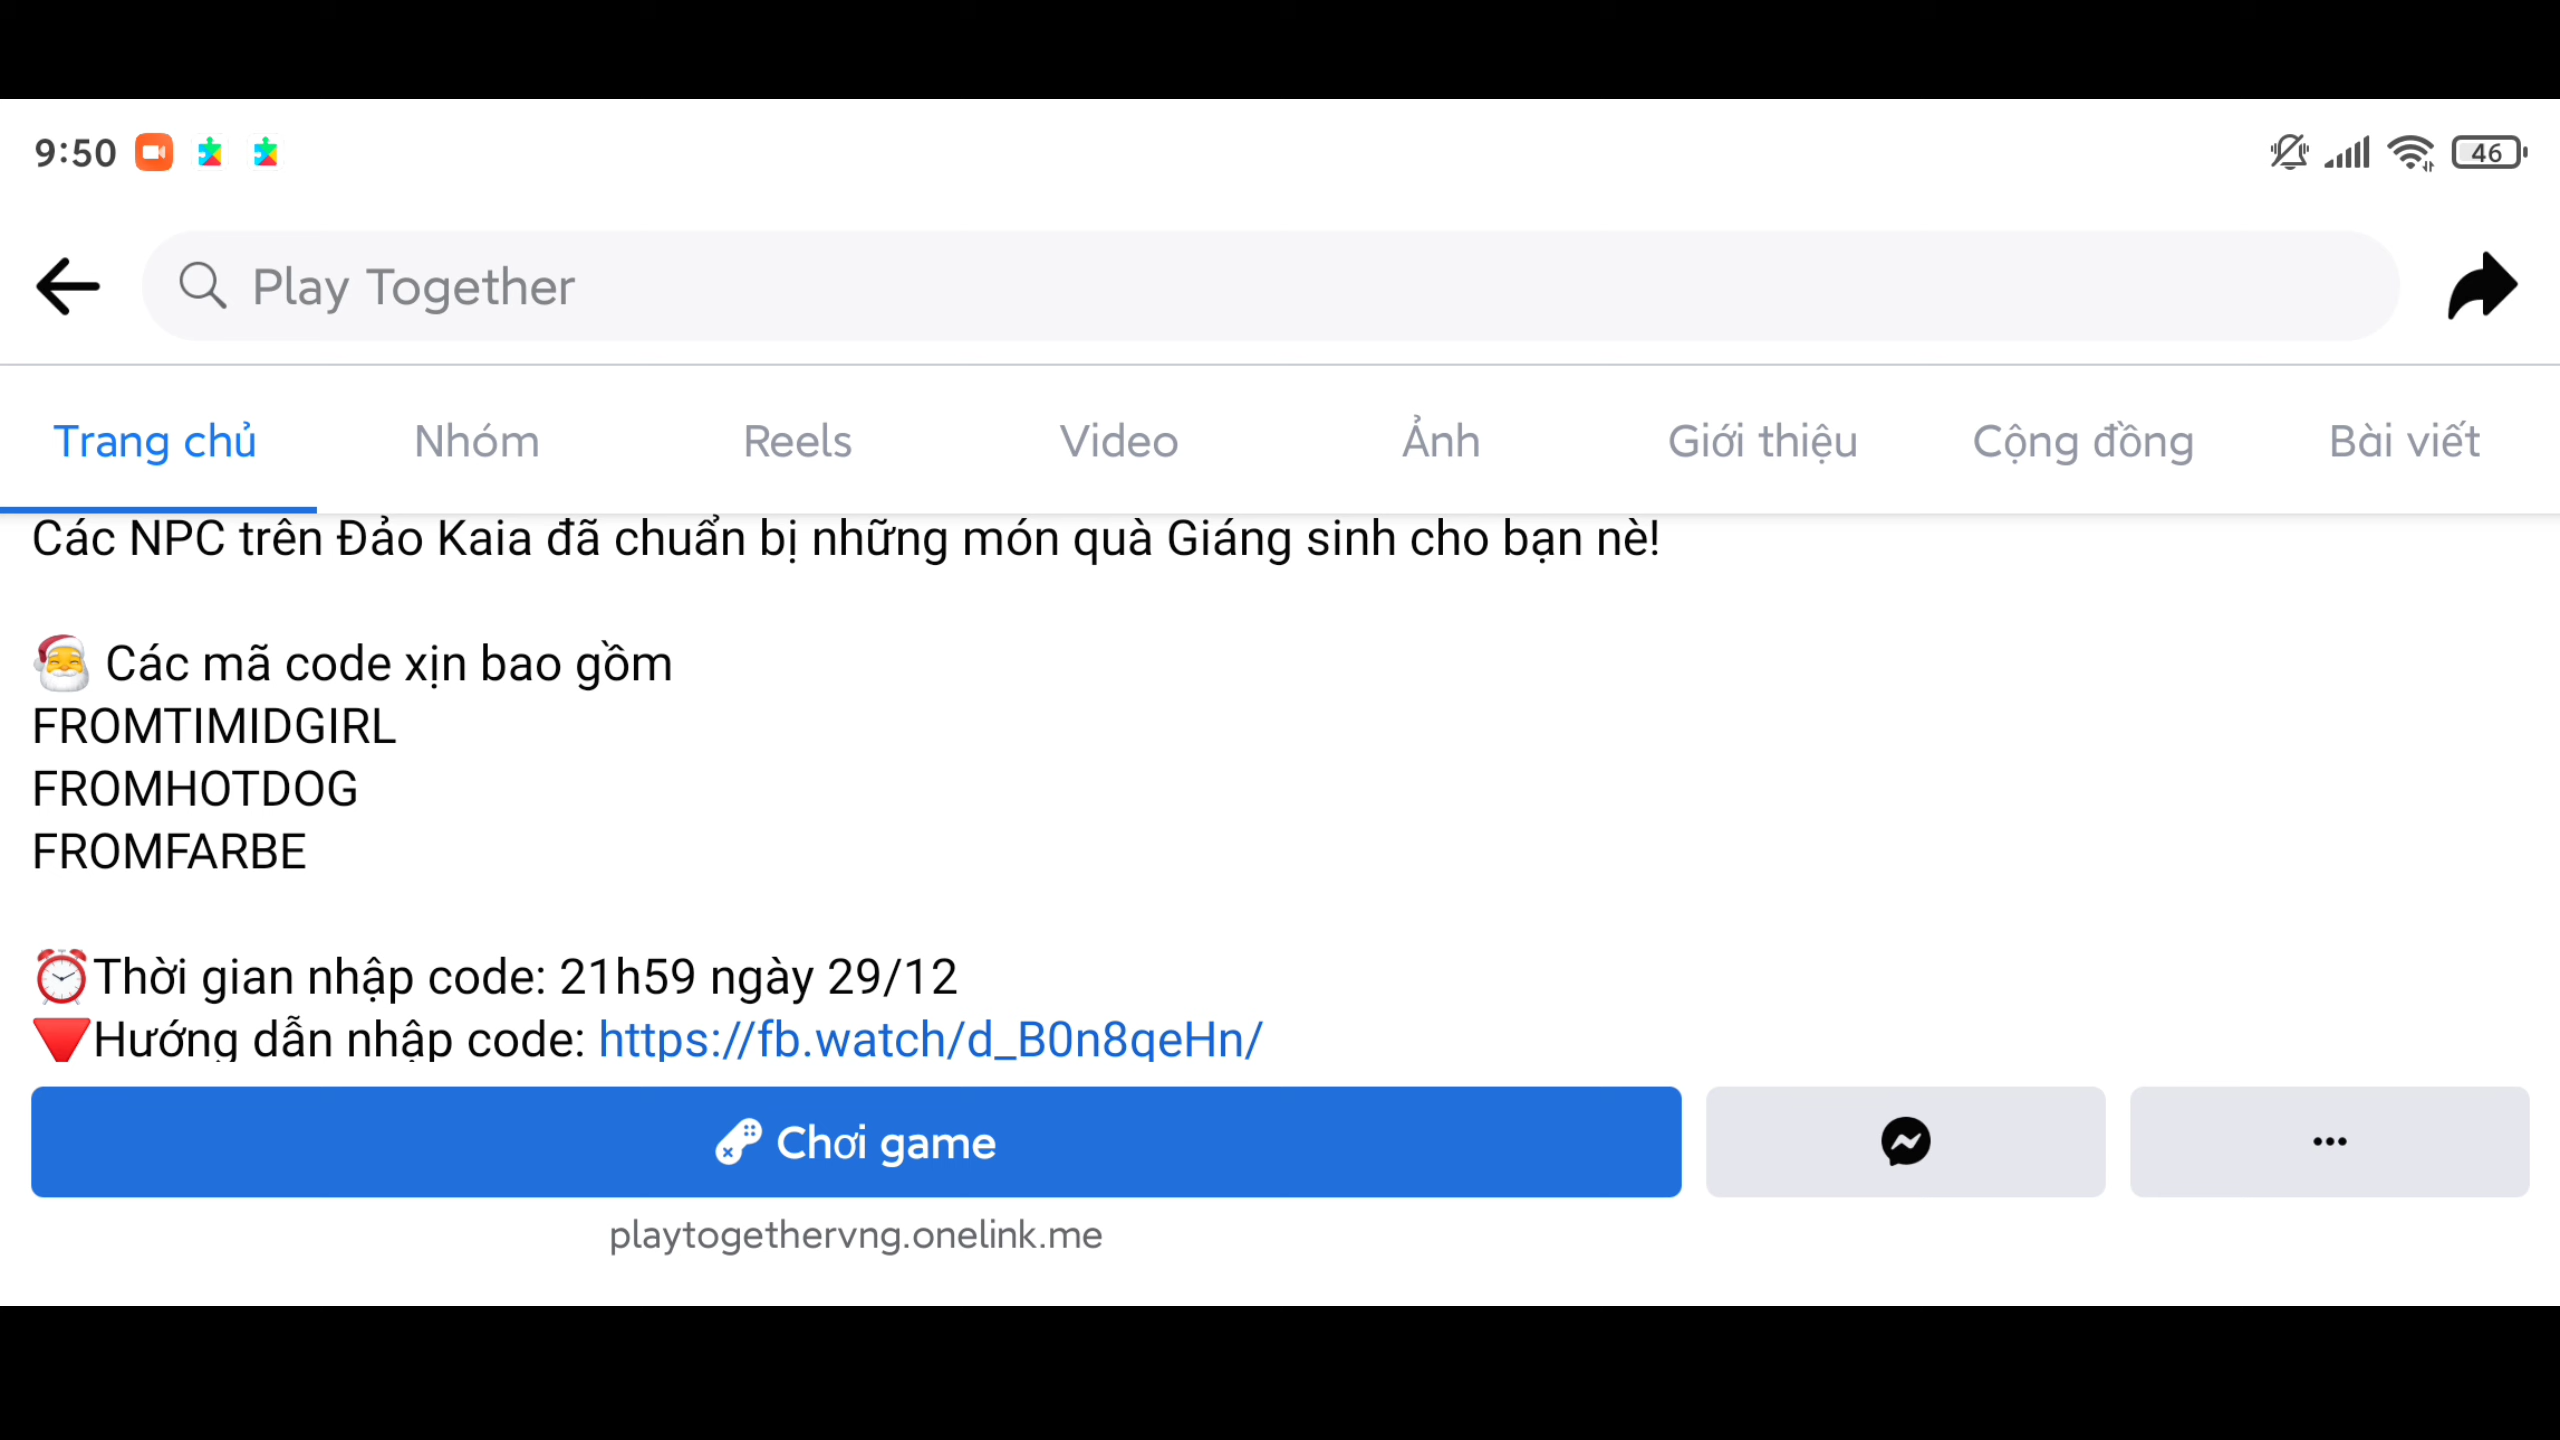 9:50
46
Play Together
Trang chủ Nhóm Reels Video Ảnh Giới thiệu Cộng đồng Bài viết
Các NPC trên Đảo Kaia đã chuẩn bị những món quà Giáng sinh cho bạn nè!
🎅 Các mã code xịn bao gồm
FROMTIMIDGIRL
FROMHOTDOG
FROMFARBE
⏰Thời gian nhập code: 21h59 ngày 29/12
🔻Hướng dẫn nhập code: https://fb.watch/d_B0n8qeHn/
Chơi game
playtogethervng.onelink.me